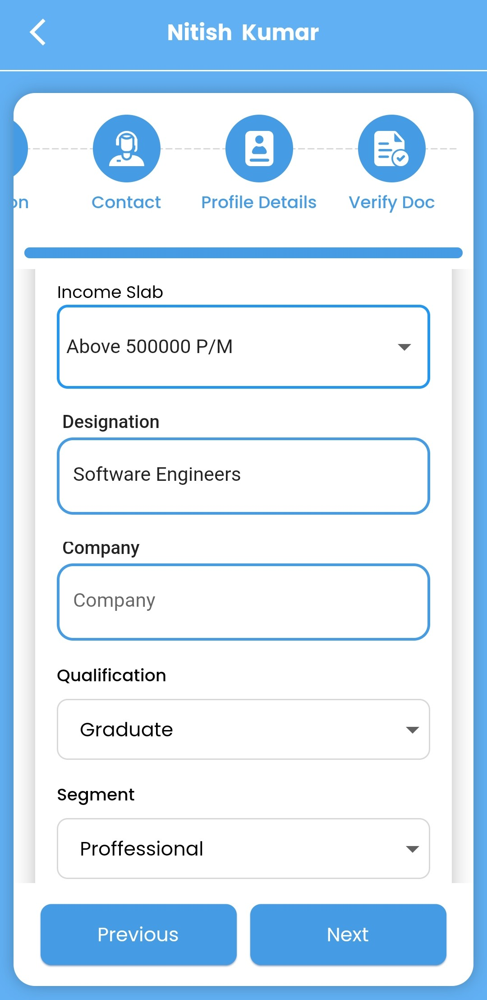 Nitish Kumar
on
Contact
Profile Details
Verify Doc
Income Slab
Above 500000 P/M
Designation
Software Engineers
Company
Company
Qualification
Graduate
Segment
Proffessional
Previous
Next